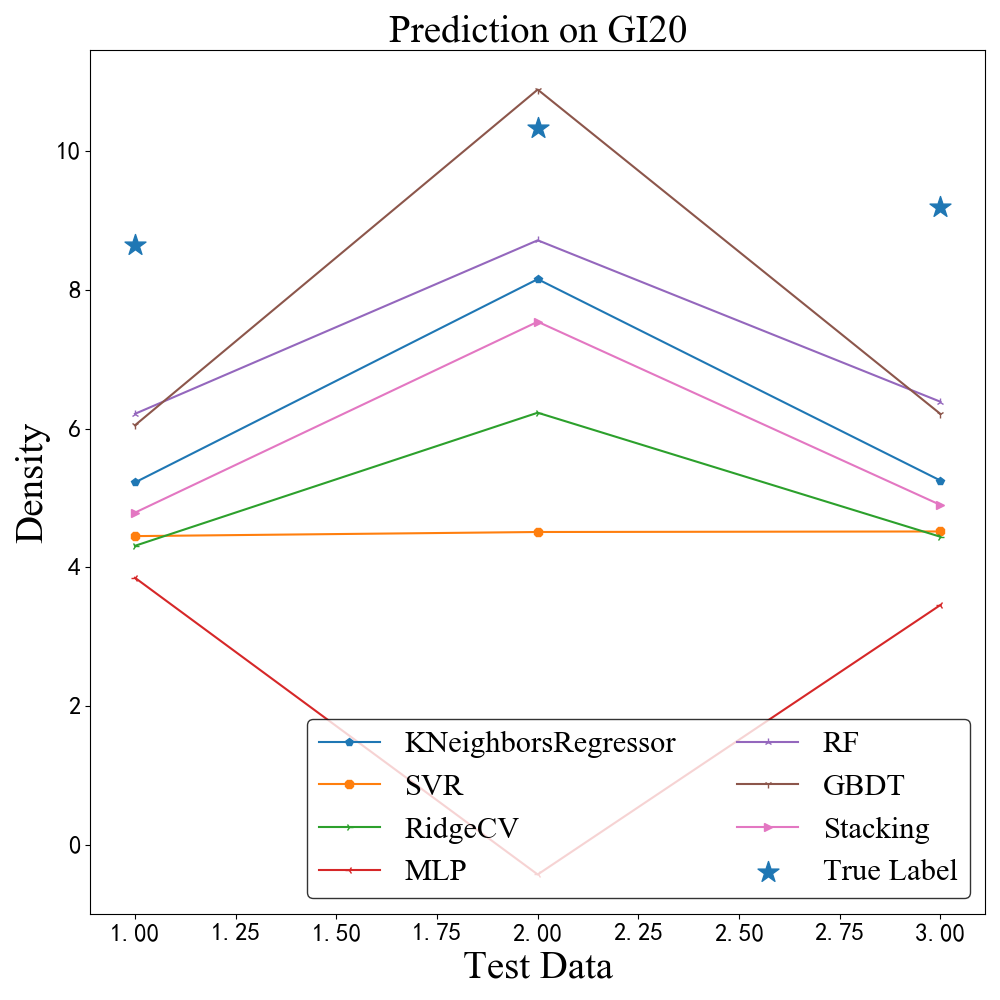 Prediction on GI20
Density
10
8
6
4
2
0
KNeighborsRegressor
SVR
RidgeCV
MLP
RF
GBDT
Stacking
True Label
1.00 1.25 1.50 1.75 2.00 2.25 2.50 2.75 3.00
Test Data